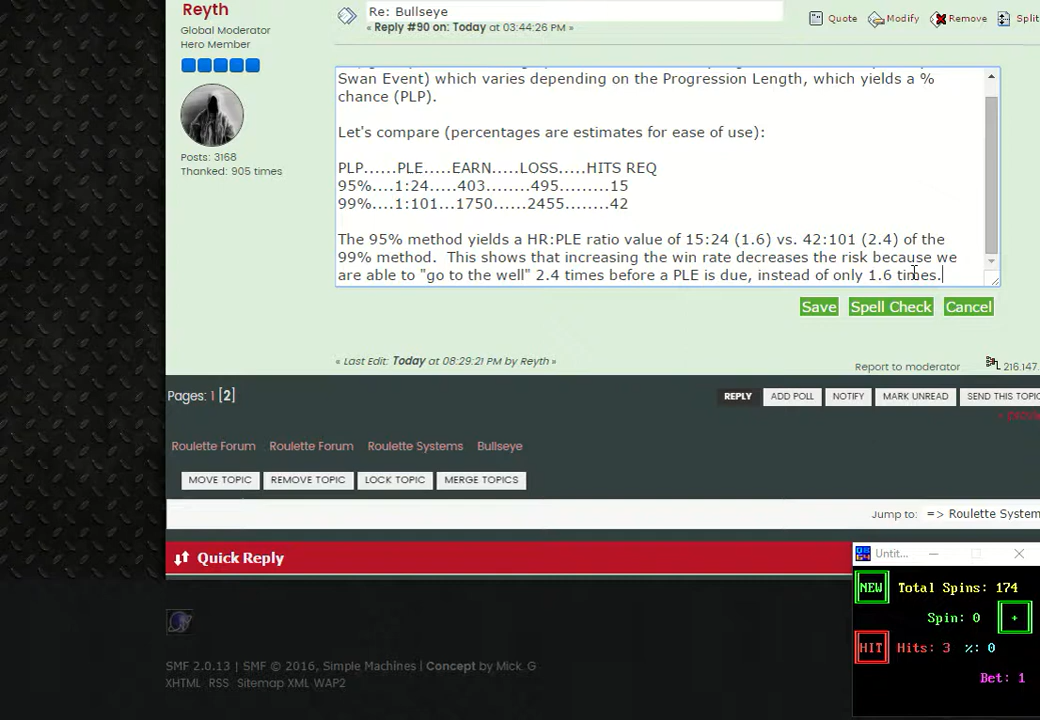 Reyth
Global Moderator
Hero Member
Posts: 3168
Thanked: 905 times
Re: Bullseye
« Reply #90 on: Today at 03:44:26 PM »
Quote Modify Remove Split
Swan Event) which varies depending on the Progression Length, which yields a %
chance (PLP).
Let's compare (percentages are estimates for ease of use):
PLP......PLE.....EARN.....LOSS.....HITS REQ
95%....1:24.....403........495.........15
99%....1:101...1750......2455........42
The 95% method yields a HR:PLE ratio value of 15:24 (1.6) vs. 42:101 (2.4) of the
99% method.  This shows that increasing the win rate decreases the risk because we
are able to "go to the well" 2.4 times before a PLE is due, instead of only 1.6 times.
Save Spell Check Cancel
« Last Edit: Today at 08:29:21 PM by Reyth »
Report to moderator 216.147.
Pages: 1 [2]
REPLY ADD POLL NOTIFY MARK UNREAD SEND THIS TOPIC
Roulette Forum Roulette Forum Roulette Systems Bullseye
MOVE TOPIC REMOVE TOPIC LOCK TOPIC MERGE TOPICS
Jump to: => Roulette System
Quick Reply
Untit...
NEW Total Spins: 174
Spin: 0 +
HIT Hits: 3 %: 0
Bet: 1
SMF 2.0.13 | SMF © 2016, Simple Machines | Concept by Mick.G
XHTML RSS Sitemap XML WAP2